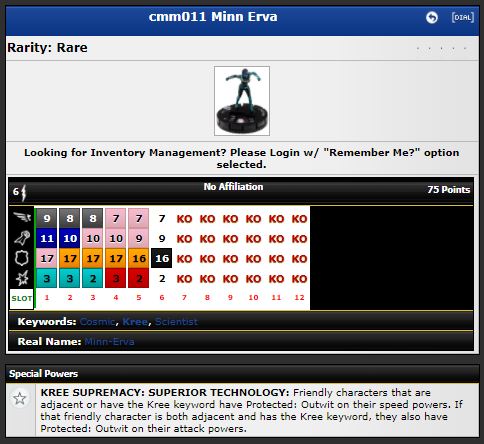 cmm011 Minn Erva
[DIAL]
Rarity: Rare
Looking for Inventory Management? Please Login w/ "Remember Me?" option
selected.
6 No Affiliation 75 Points
9 8 8 7 7 7 KO KO KO KO KO KO
11 10 10 10 9 9 KO KO KO KO KO KO
17 17 17 17 16 16 KO KO KO KO KO KO
3 3 2 3 2 2 KO KO KO KO KO KO
SLOT 1 2 3 4 5 6 7 8 9 10 11 12
Keywords: Cosmic, Kree, Scientist
Real Name: Minn-Erva
Special Powers
KREE SUPREMACY: SUPERIOR TECHNOLOGY: Friendly characters that are
adjacent or have the Kree keyword have Protected: Outwit on their speed powers. If
that friendly character is both adjacent and has the Kree keyword, they also have
Protected: Outwit on their attack powers.